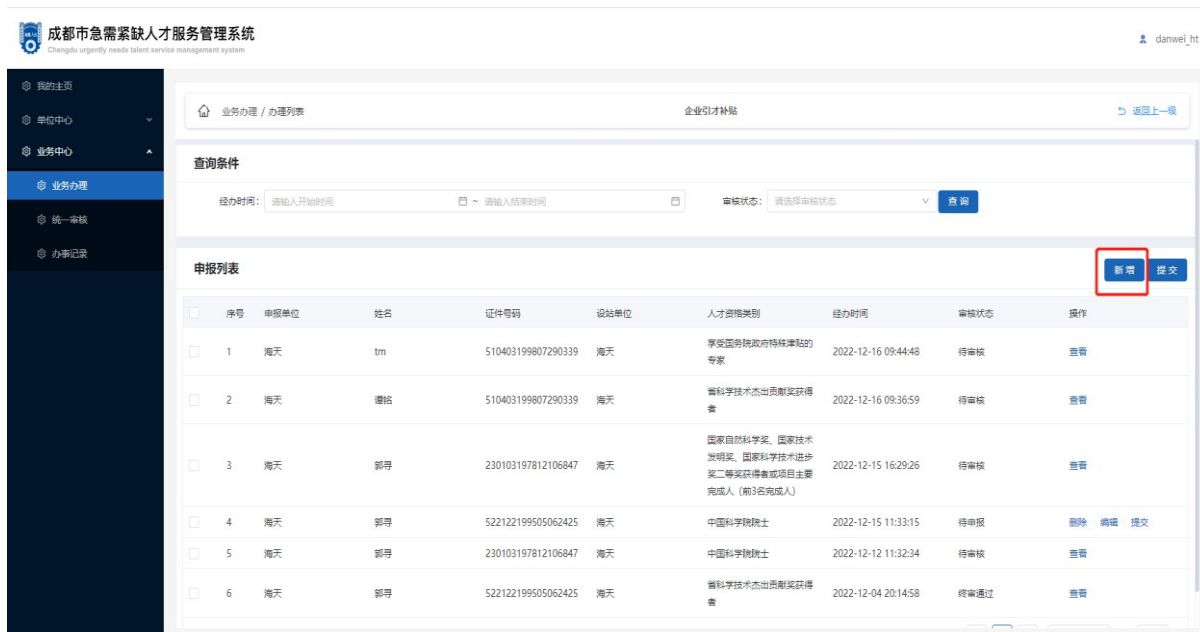 成都市急需紧缺人才服务管理系统
Chengdu urgently needs talent service management system
danwei_ht
我的主页
单位中心
业务中心
业务办理
统一审核
办事记录
业务办理 / 办理列表
企业引才补贴
返回上一级
查询条件
经办时间: 请输入开始时间 ~ 请输入结束时间 审核状态: 请选择审核状态 查询
申报列表
新增 提交
序号 申报单位 姓名 证件号码 设站单位 人才资格类别 经办时间 审核状态 操作
1 海天 tm 510403199807290339 海天 享受国务院政府特殊津贴的
专家 2022-12-16 09:44:48 待审核 查看
2 海天 谭铭 510403199807290339 海天 省科学技术杰出贡献奖获得
者 2022-12-16 09:36:59 待审核 查看
3 海天 郭寻 230103197812106847 海天 国家自然科学奖、国家技术
发明奖、国家科学技术进步
奖二等奖获得者或项目主要
完成人（前3名完成人） 2022-12-15 16:29:26 待审核 查看
4 海天 郭寻 522122199505062425 海天 中国科学院院士 2022-12-15 11:33:15 待申报 删除 编辑 提交
5 海天 郭寻 230103197812106847 海天 中国科学院院士 2022-12-12 11:32:34 待审核 查看
6 海天 郭寻 522122199505062425 海天 省科学技术杰出贡献奖获得
者 2022-12-04 20:14:58 终审通过 查看